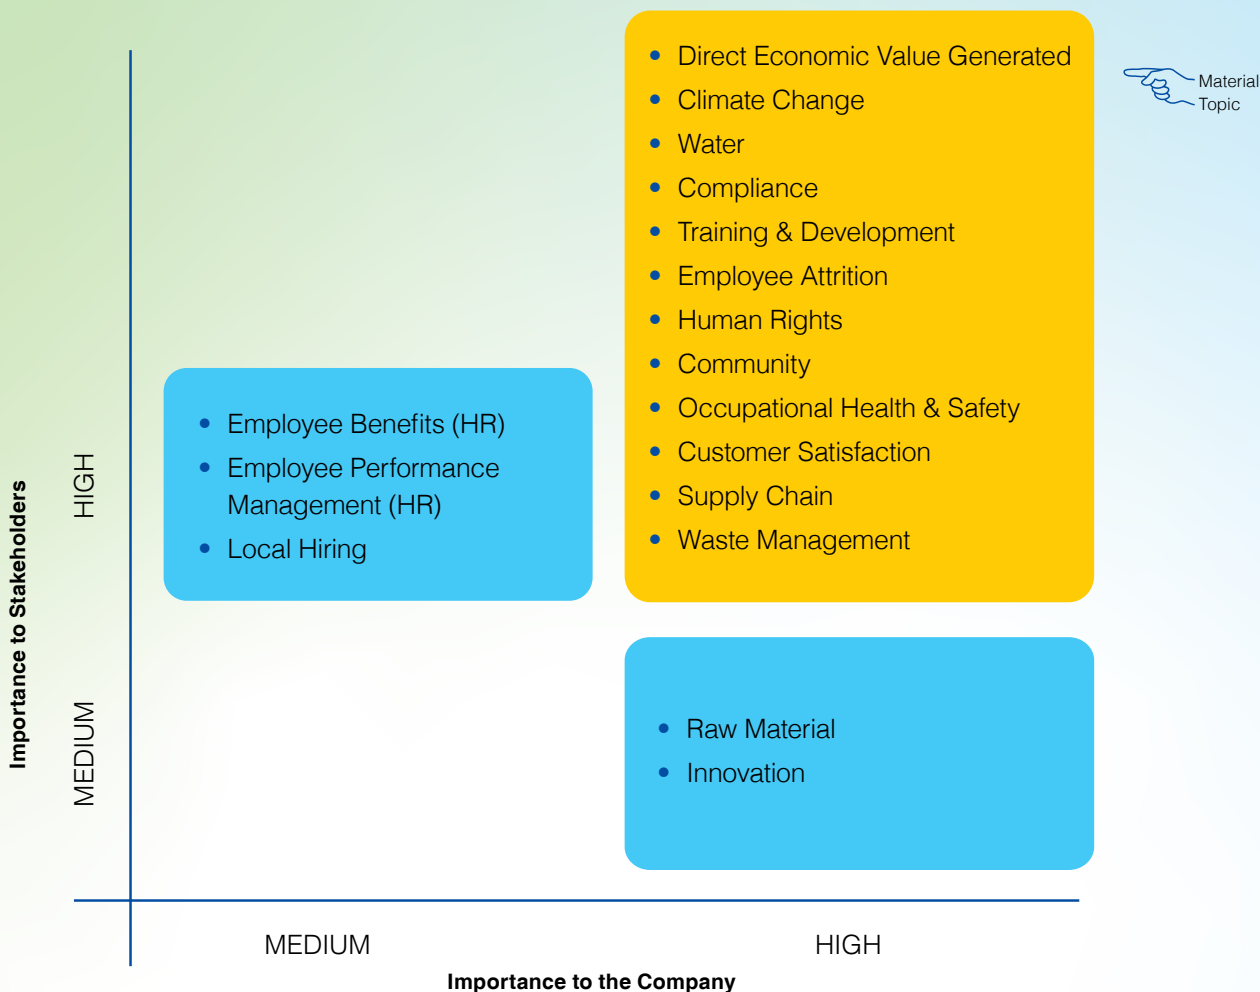 • Direct Economic Value Generated
• Climate Change
• Water
• Compliance
• Training & Development
• Employee Attrition
• Human Rights
• Community
• Occupational Health & Safety
• Customer Satisfaction
• Supply Chain
• Waste Management
Material
Topic
• Employee Benefits (HR)
• Employee Performance
Management (HR)
• Local Hiring
• Raw Material
• Innovation
Importance to Stakeholders
HIGH
MEDIUM
MEDIUM
HIGH
Importance to the Company